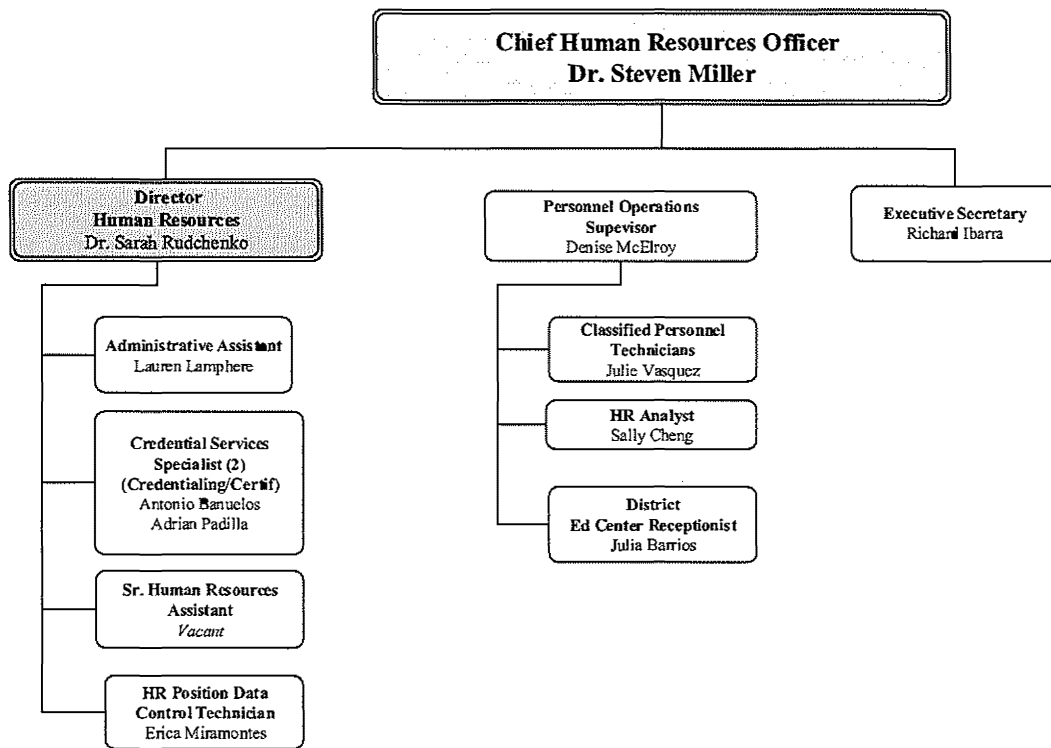 Chief Human Resources Officer
Dr. Steven Miller
Director
Human Resources
Dr. Sarah Rudchenko
Personnel Operations
Supevisor
Denise McElroy
Executive Secretary
Richard Ibarra
Administrative Assistant
Lauren Lamphere
Credential Services
Specialist (2)
(Credentialing/Certif)
Antonio Banuelos
Adrian Padilla
Sr. Human Resources
Assistant
Vacant
HR Position Data
Control Technician
Erica Miramontes
Classified Personnel
Technicians
Julie Vasquez
HR Analyst
Sally Cheng
District
Ed Center Receptionist
Julia Barrios